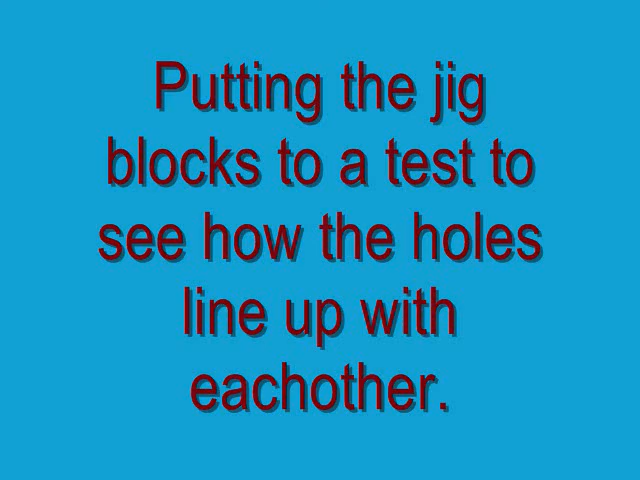 Putting the jig
blocks to a test to
see how the holes
line up with
eachother.